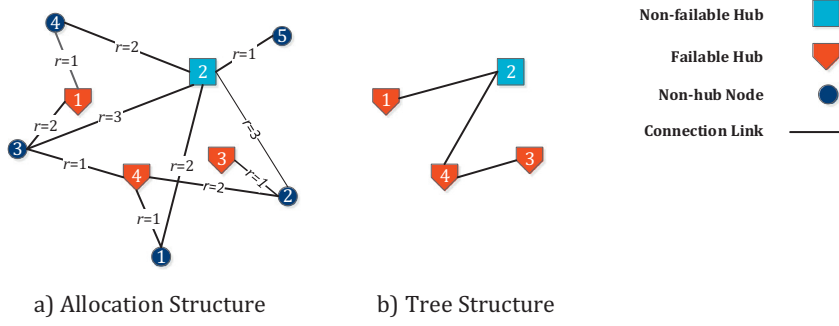 4
r=2
r=1
5
2
r=1
1
r=2
r=3
r=3
3
r=1
4
r=2
3
r=1
r=2
2
r=1
1
a) Allocation Structure
2
1
3
4
b) Tree Structure
Non-failable Hub
Failable Hub
Non-hub Node
Connection Link